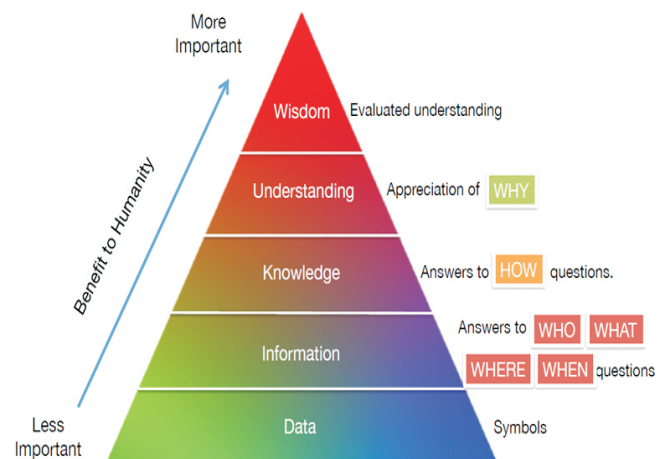 More
Important
Wisdom
Evaluated understanding
Benefit to Humanity
Understanding
Appreciation of WHY
Knowledge
Answers to HOW questions.
Information
Answers to WHO WHAT
WHERE WHEN questions
Less
Important
Data
Symbols